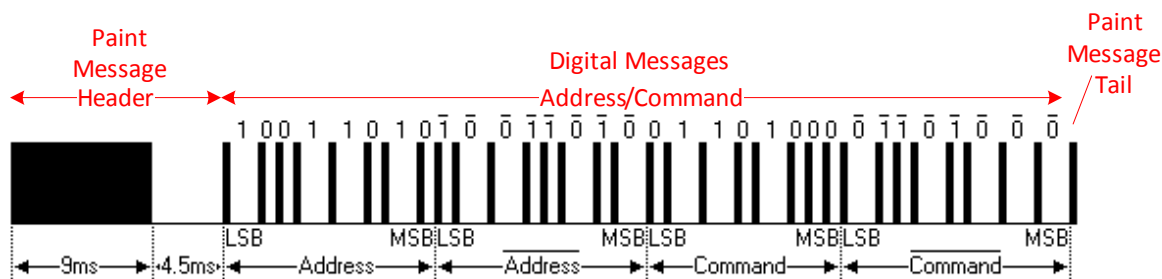 Paint
Message
Header
Digital Messages
Address/Command
Paint
Message
Tail
1 0 0 1 1 0 1 0 1̅ 0̅ 0̅ 1̅ 1̅ 0̅ 1̅ 0̅ 0 1 1 0 1 0 0 0 0̅ 1̅ 1̅ 0̅ 1̅ 0̅ 0̅ 0̅
LSB MSB LSB MSB LSB MSB LSB MSB
9ms 4.5ms Address A̅d̅d̅r̅e̅s̅s̅ Command C̅o̅m̅m̅a̅n̅d̅